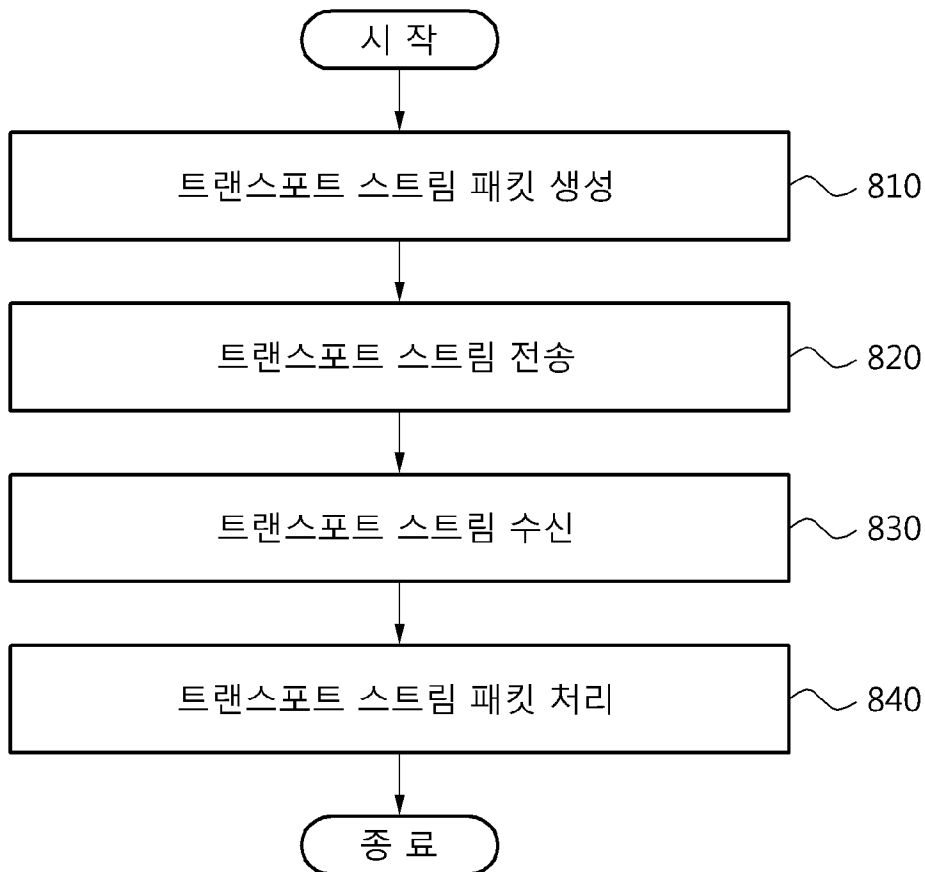 시 작
트랜스포트 스트림 패킷 생성
810
트랜스포트 스트림 전송
820
트랜스포트 스트림 수신
830
트랜스포트 스트림 패킷 처리
840
종 료